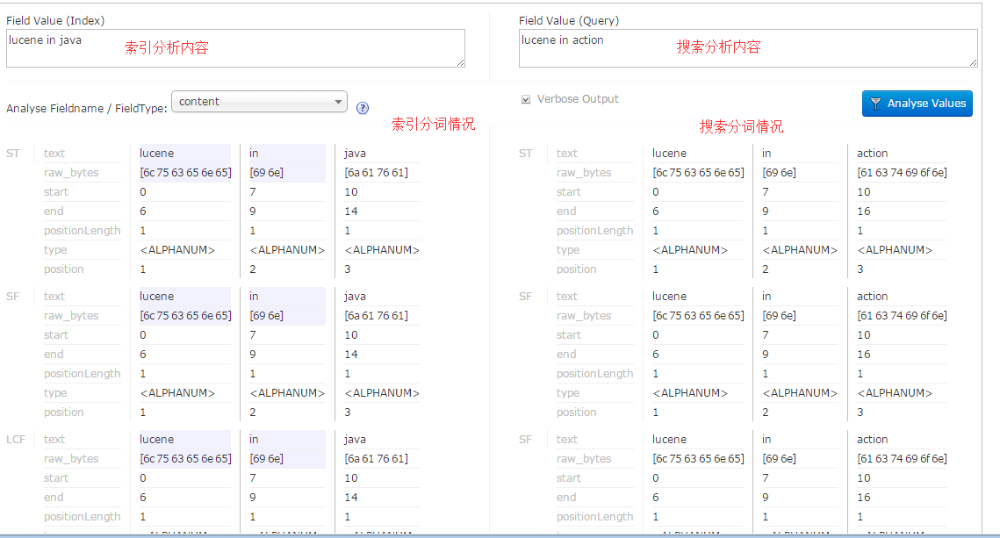 Field Value (Index) Field Value (Query)
lucene in java 索引分析内容 lucene in action 搜索分析内容
Analyse Fieldname / FieldType: content ? Verbose Output Analyse Values
索引分词情况 搜索分词情况
ST text lucene in java ST text lucene in action
raw_bytes [6c 75 63 65 6e 65] [69 6e] [6a 61 76 61] raw_bytes [6c 75 63 65 6e 65] [69 6e] [61 63 74 69 6f 6e]
start 0 7 10 start 0 7 10
end 6 9 14 end 6 9 16
positionLength 1 1 1 positionLength 1 1 1
type <ALPHANUM> <ALPHANUM> <ALPHANUM> type <ALPHANUM> <ALPHANUM> <ALPHANUM>
position 1 2 3 position 1 2 3
SF text lucene in java SF text lucene in action
raw_bytes [6c 75 63 65 6e 65] [69 6e] [6a 61 76 61] raw_bytes [6c 75 63 65 6e 65] [69 6e] [61 63 74 69 6f 6e]
start 0 7 10 start 0 7 10
end 6 9 14 end 6 9 16
positionLength 1 1 1 positionLength 1 1 1
type <ALPHANUM> <ALPHANUM> <ALPHANUM> type <ALPHANUM> <ALPHANUM> <ALPHANUM>
position 1 2 3 position 1 2 3
LCF text lucene in java SF text lucene in action
raw_bytes [6c 75 63 65 6e 65] [69 6e] [6a 61 76 61] raw_bytes [6c 75 63 65 6e 65] [69 6e] [61 63 74 69 6f 6e]
start 0 7 10 start 0 7 10
end 6 9 14 end 6 9 16
positionLength 1 1 1 positionLength 1 1 1